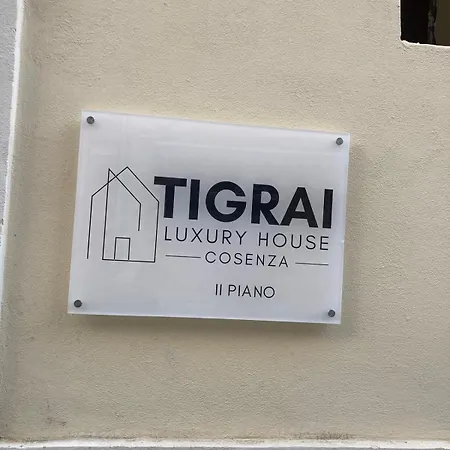 TIGRAI
LUXURY HOUSE
COSENZA
II PIANO